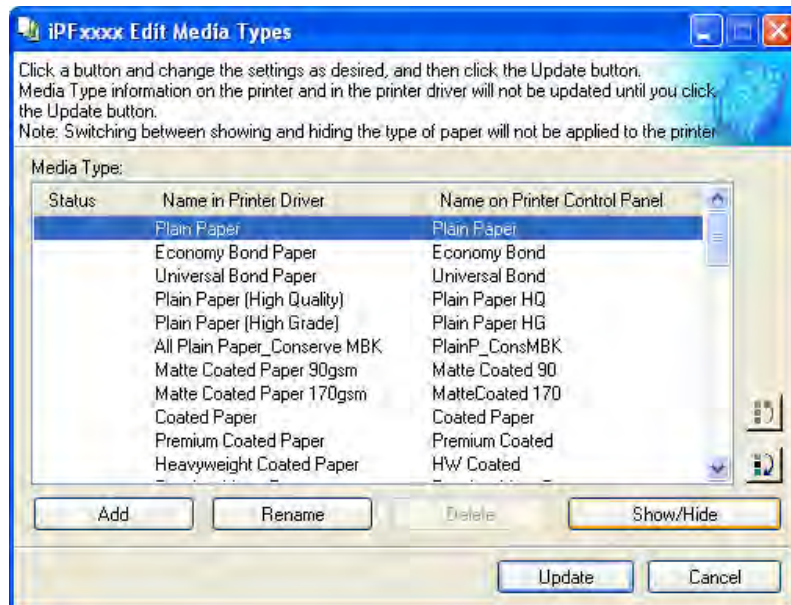 iPFxxxx Edit Media Types
Click a button and change the settings as desired, and then click the Update button.
Media Type information on the printer and in the printer driver will not be updated until you click
the Update button.
Note: Switching between showing and hiding the type of paper will not be applied to the printer
Media Type:
Status Name in Printer Driver Name on Printer Control Panel
Plain Paper Plain Paper
Economy Bond Paper Economy Bond
Universal Bond Paper Universal Bond
Plain Paper (High Quality) Plain Paper HQ
Plain Paper (High Grade) Plain Paper HG
All Plain Paper_Conserve MBK PlainP_ConsMBK
Matte Coated Paper 90gsm Matte Coated 90
Matte Coated Paper 170gsm MatteCoated 170
Coated Paper Coated Paper
Premium Coated Paper Premium Coated
Heavyweight Coated Paper HW Coated
Add Rename Delete Show/Hide
Update Cancel